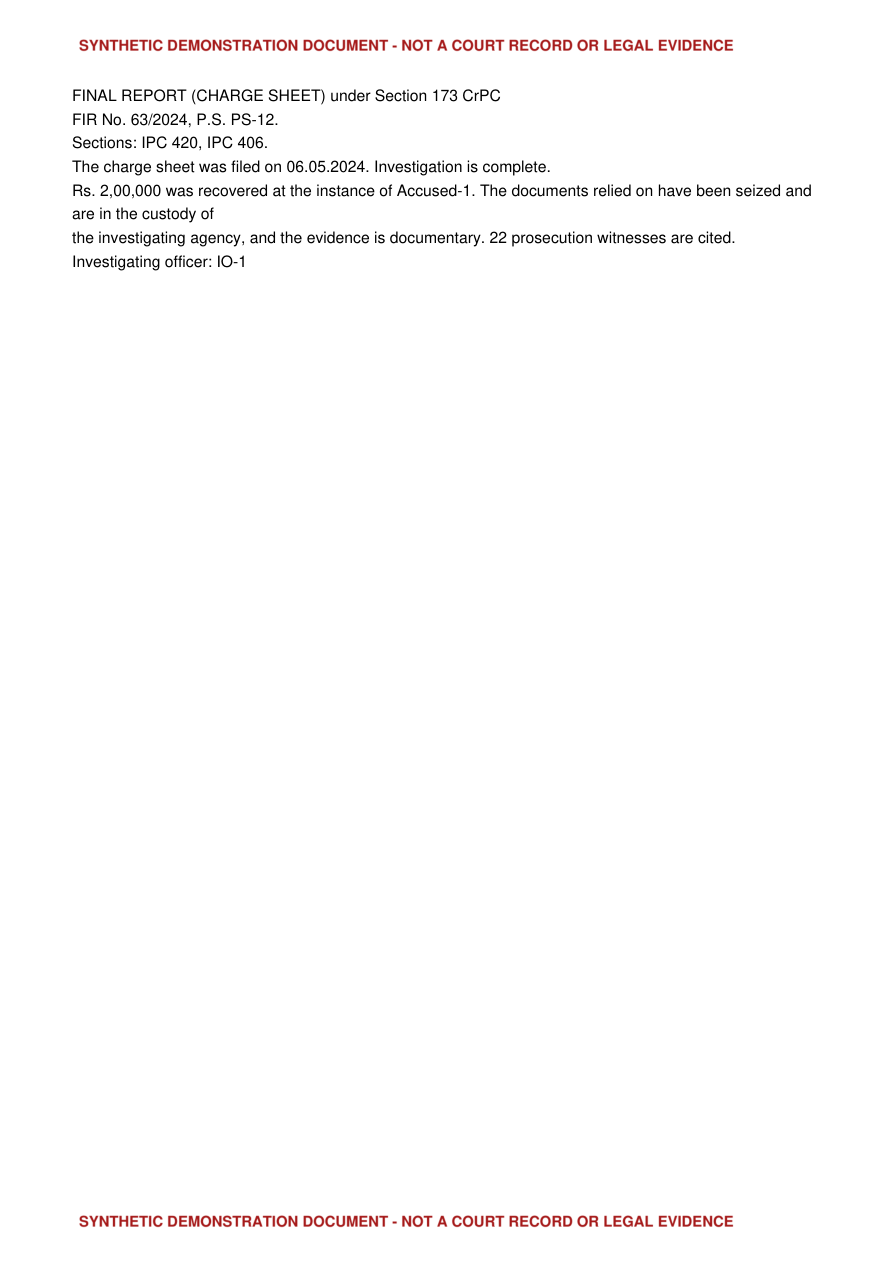 SYNTHETIC DEMONSTRATION DOCUMENT - NOT A COURT RECORD OR LEGAL EVIDENCE
FINAL REPORT (CHARGE SHEET) under Section 173 CrPC
FIR No. 63/2024, P.S. PS-12.
Sections: IPC 420, IPC 406.
The charge sheet was filed on 06.05.2024. Investigation is complete.
Rs. 2,00,000 was recovered at the instance of Accused-1. The documents relied on have been seized and
are in the custody of
the investigating agency, and the evidence is documentary. 22 prosecution witnesses are cited.
Investigating officer: IO-1
SYNTHETIC DEMONSTRATION DOCUMENT - NOT A COURT RECORD OR LEGAL EVIDENCE